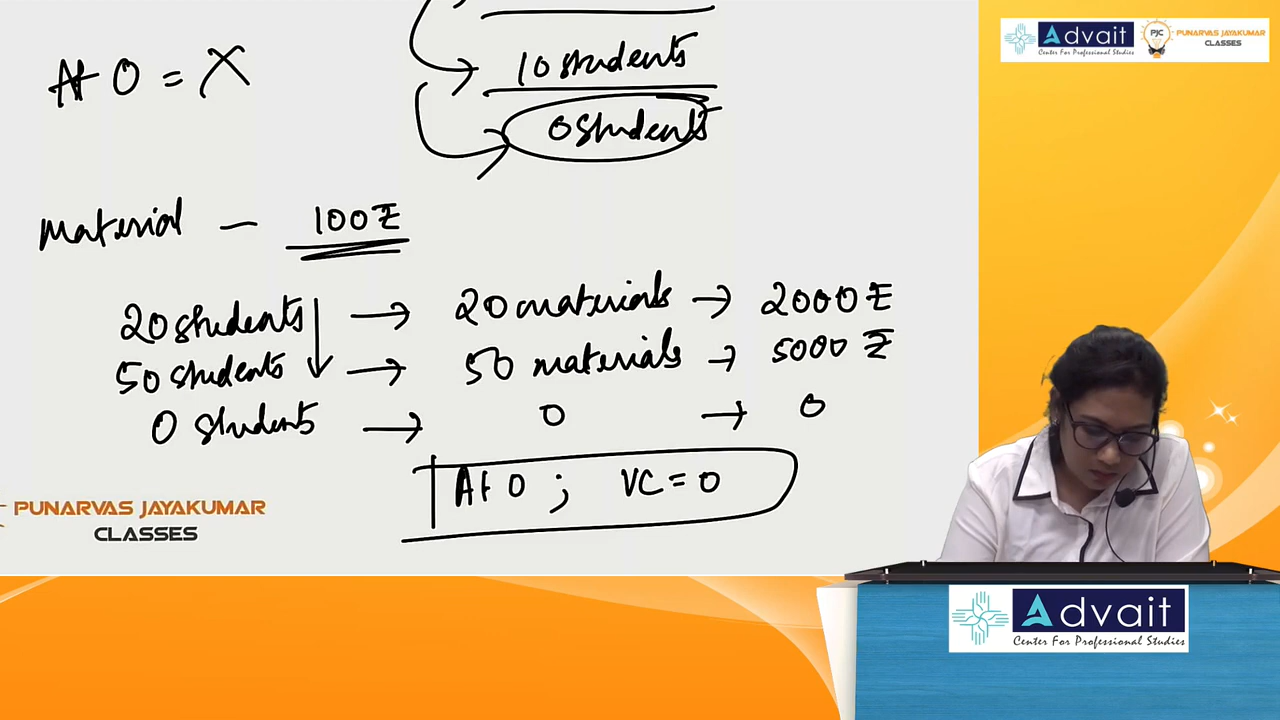 10 students
At 0 = X
0 students
Material — 100 ₹
20 students → 20 materials → 2000 ₹
50 students → 50 materials → 5000 ₹
0 students → 0 → 0
At 0 ; VC = 0
PUNARVAS JAYAKUMAR
CLASSES
Advait
Center For Professional Studies
PJC
PUNARVAS JAYAKUMAR
CLASSES
Advait
Center For Professional Studies